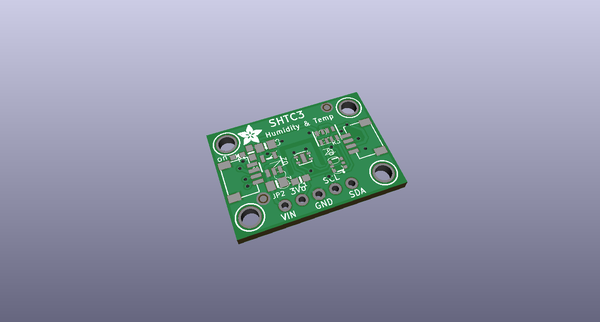 SHTC3
Humidity & Temp
on
JP2
3Vo
SCL
VIN
GND
SDA